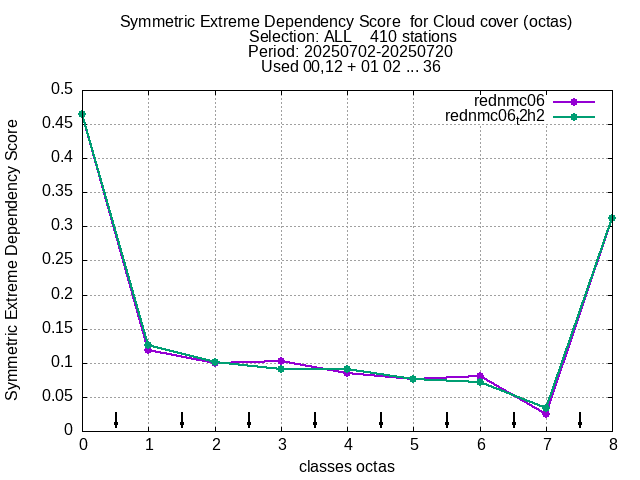 Symmetric Extreme Dependency Score  for Cloud cover (octas)
Selection: ALL    410 stations
Period: 20250702-20250720
Used 00,12 + 01 02 ... 36
rednmc06
rednmc06,2h2
Symmetric Extreme Dependency Score
0.5
0.45
0.4
0.35
0.3
0.25
0.2
0.15
0.1
0.05
0
0 1 2 3 4 5 6 7 8
classes octas